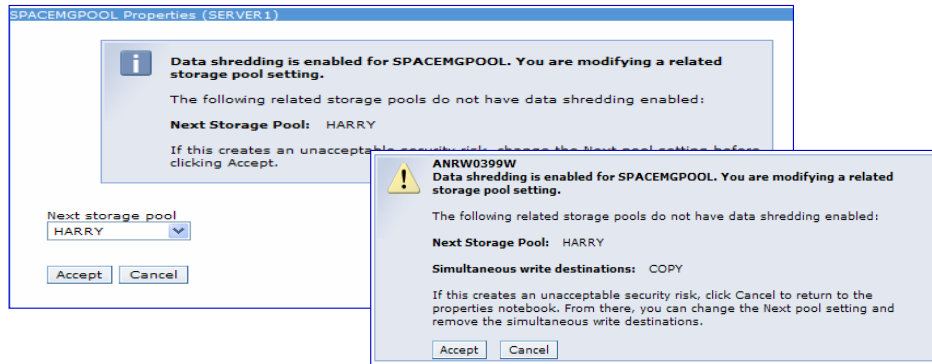 SPACEMGPOOL Properties (SERVER1)
Data shredding is enabled for SPACEMGPOOL. You are modifying a related
storage pool setting.
The following related storage pools do not have data shredding enabled:
Next Storage Pool: HARRY
If this creates an unacceptable security risk, change the Next pool setting before
clicking Accept.
Next storage pool
HARRY
Accept Cancel
ANRW0399W
Data shredding is enabled for SPACEMGPOOL. You are modifying a related
storage pool setting.
The following related storage pools do not have data shredding enabled:
Next Storage Pool: HARRY
Simultaneous write destinations: COPY
If this creates an unacceptable security risk, click Cancel to return to the
properties notebook. From there, you can change the Next pool setting and
remove the simultaneous write destinations.
Accept Cancel